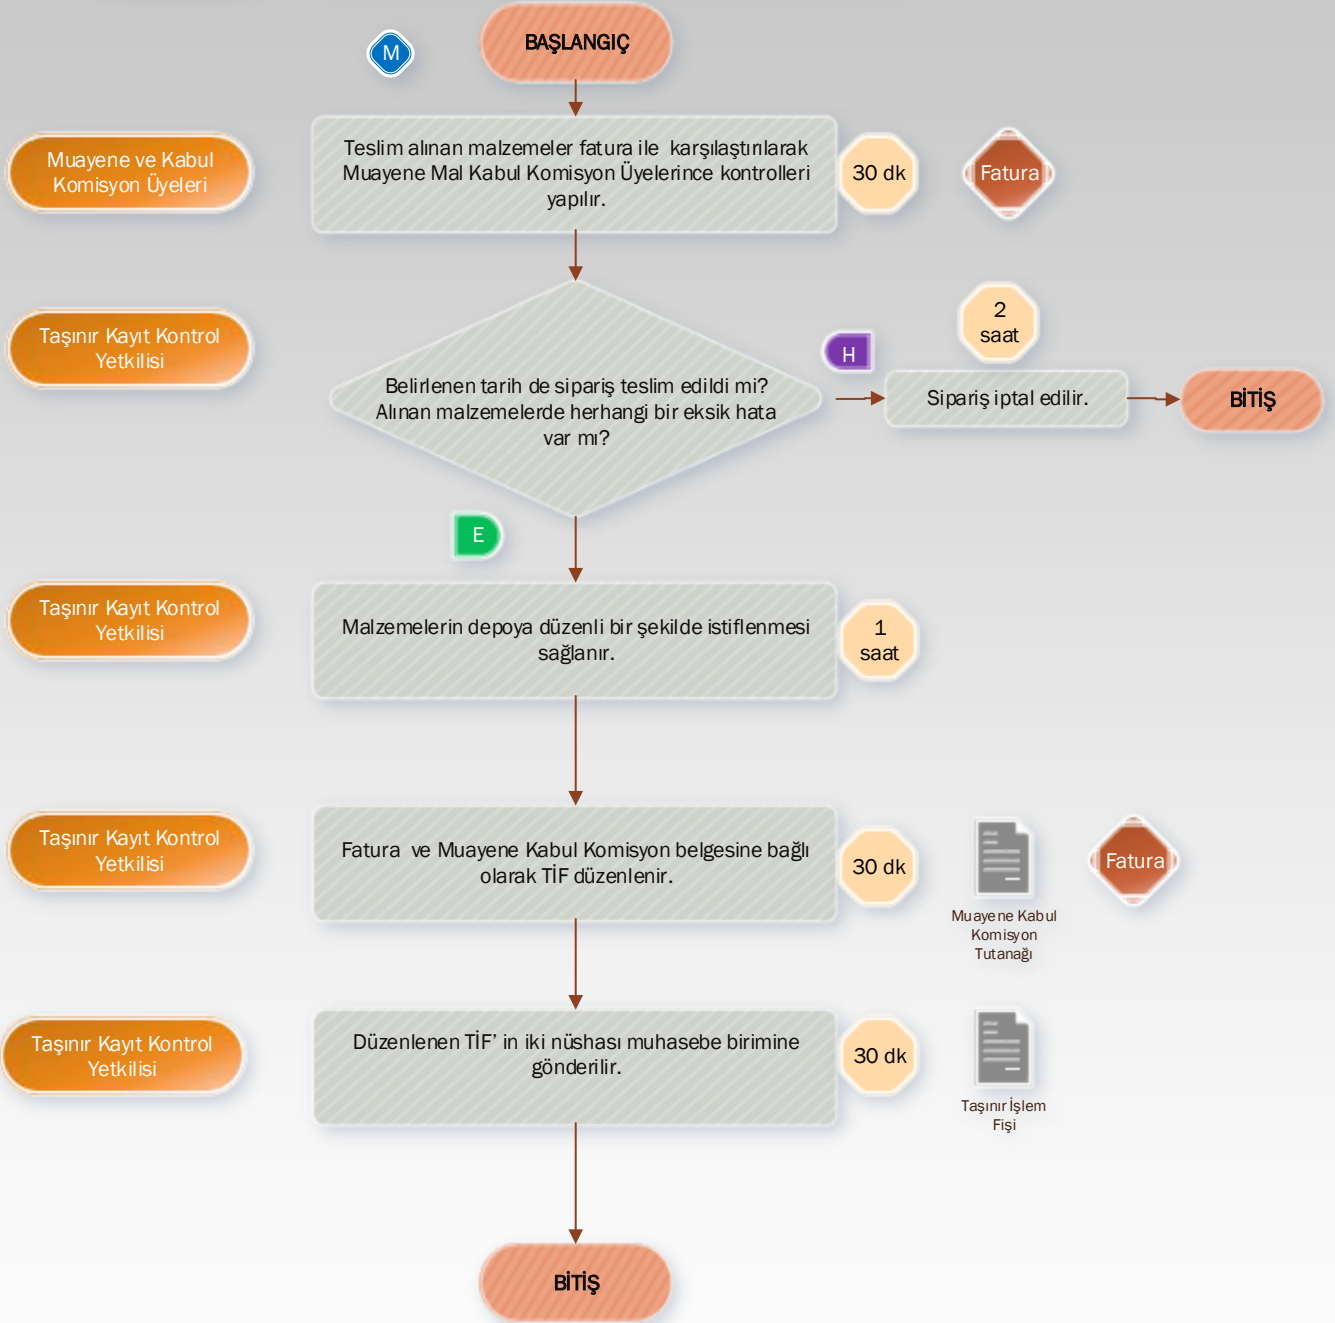 M
BAŞLANGIÇ
Muayene ve Kabul
Komisyon Üyeleri
Teslim alınan malzemeler fatura ile karşılaştırılarak
Muayene Mal Kabul Komisyon Üyelerince kontrolleri
yapılır.
30 dk
Fatura
Taşınır Kayıt Kontrol
Yetkilisi
Belirlenen tarih de sipariş teslim edildi mi?
Alınan malzemelerde herhangi bir eksik hata
var mı?
H
2
saat
Sipariş iptal edilir.
BİTİŞ
E
Taşınır Kayıt Kontrol
Yetkilisi
Malzemelerin depoya düzenli bir şekilde istiflenmesi
sağlanır.
1
saat
Taşınır Kayıt Kontrol
Yetkilisi
Fatura ve Muayene Kabul Komisyon belgesine bağlı
olarak TİF düzenlenir.
30 dk
Muayene Kabul
Komisyon
Tutanağı
Fatura
Taşınır Kayıt Kontrol
Yetkilisi
Düzenlenen TİF' in iki nüshası muhasebe birimine
gönderilir.
30 dk
Taşınır İşlem
Fişi
BİTİŞ